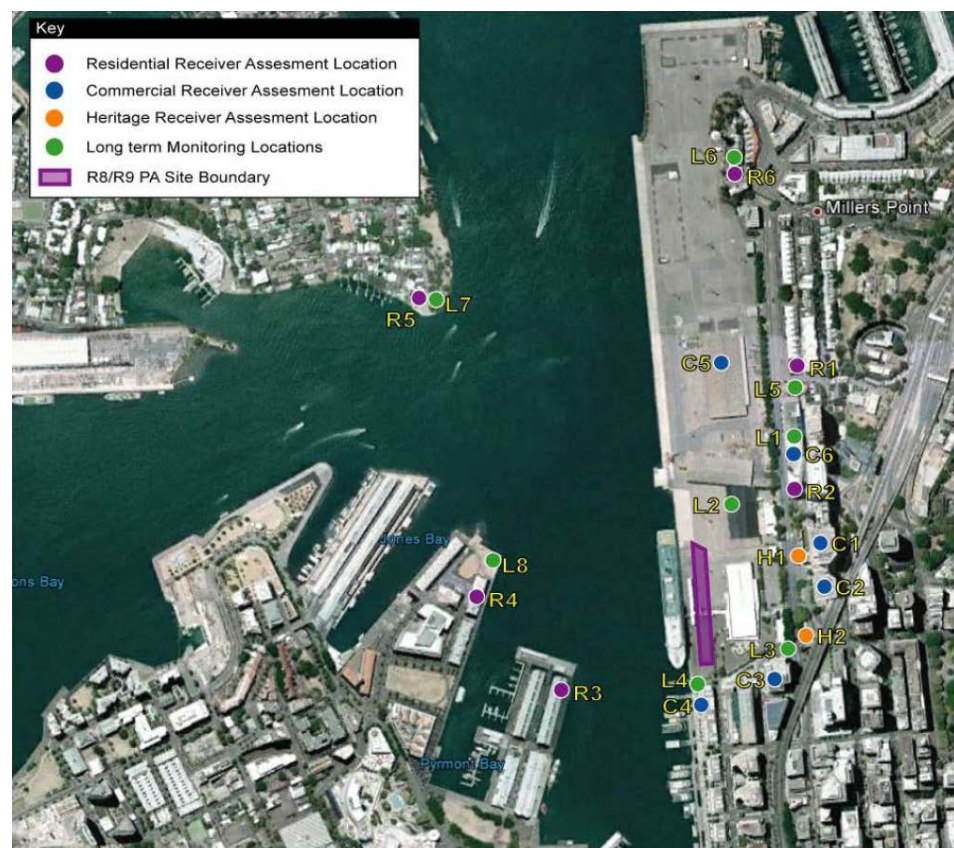 Key
Residential Receiver Assesment Location
Commercial Receiver Assesment Location
Heritage Receiver Assesment Location
Long term Monitoring Locations
R8/R9 PA Site Boundary
L6
R6
Millers Point
R5
L7
C5
R1
L5
L1
C6
R2
L2
Jones Bay
L8
H1
C1
ons Bay
R4
C2
H2
L3
L4
C3
R3
C4
Pyrmont Bay